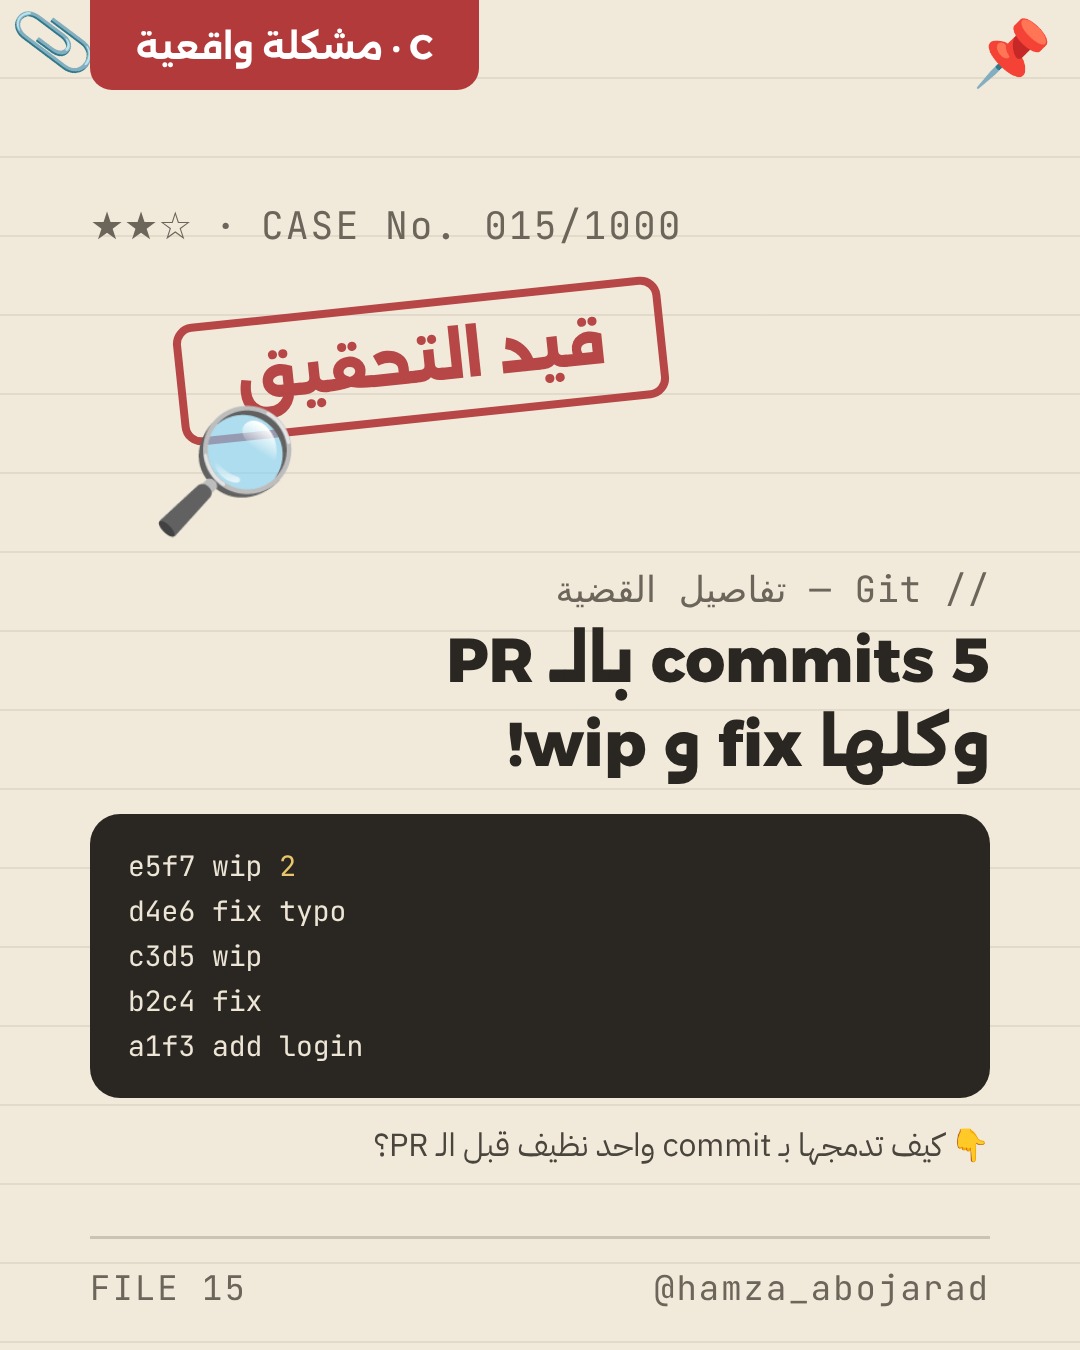 C · مشكلة واقعية
★★☆ · CASE No. 015/1000
قيد التحقيق
// Git — تفاصيل القضية
5 commits بالـ PR
وكلها fix و wip!
e5f7 wip 2
d4e6 fix typo
c3d5 wip
b2c4 fix
a1f3 add login
👇 كيف تدمجها بـ commit واحد نظيف قبل الـ PR؟
FILE 15
@hamza_abojarad